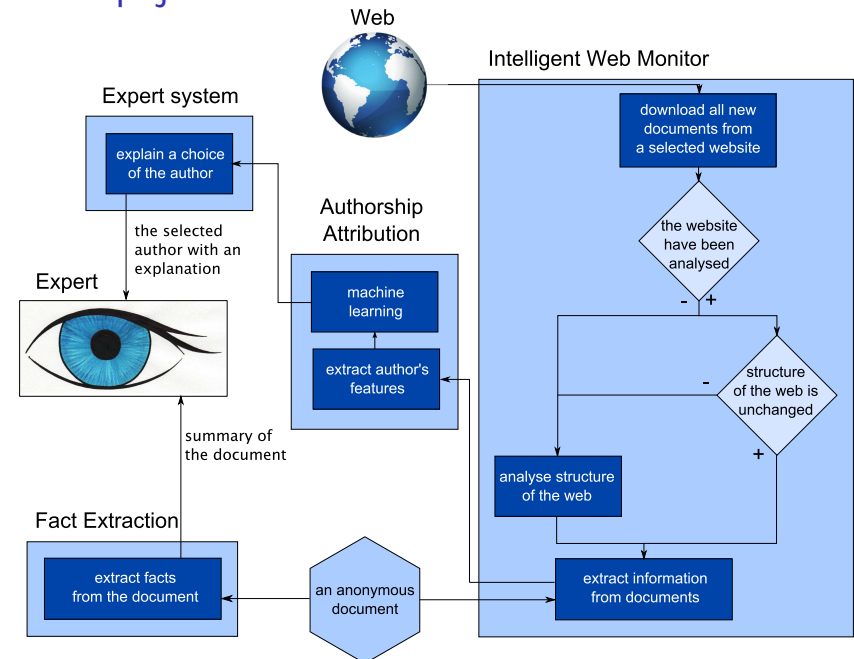 Web
Intelligent Web Monitor
download all new
documents from
a selected website
Expert system
explain a choice
of the author
the website
have been
analysed
Authorship
Attribution
the selected
author with an
explanation
Expert
machine
learning
- +
extract author's
features
structure
of the web is
unchanged
-
+
summary of
the document
analyse structure
of the web
Fact Extraction
extract facts
from the document
an anonymous
document
extract information
from documents